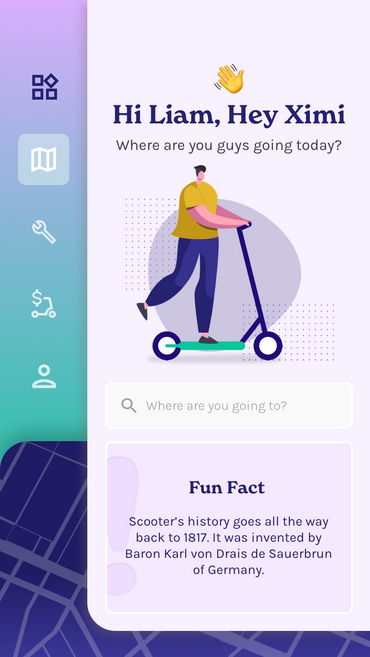 Hi Liam, Hey Ximi
Where are you guys going today?
$
Where are you going to?
Fun Fact
Scooter's history goes all the way
back to 1817. It was invented by
Baron Karl von Drais de Sauerbrun
of Germany.